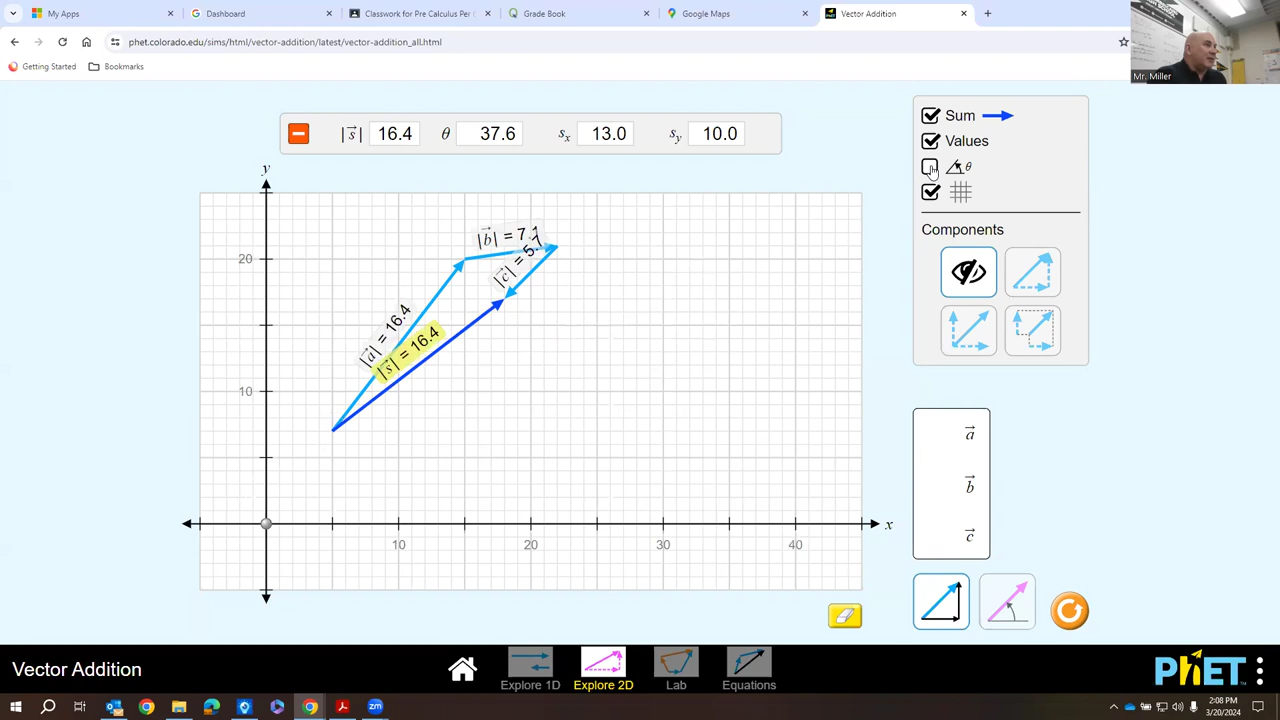 My Apps
Dashboard
Classwork for Pre Calculus Per
Grade Book
Google Maps
Vector Addition
phet.colorado.edu/sims/html/vector-addition/latest/vector-addition_all.html
Getting Started
Bookmarks
Mr. Miller
|s⃗| 16.4 θ 37.6 sx 13.0 sy 10.0
Sum
Values
θ
Components
y
20
10
|b⃗| = 7.1
|c⃗| = 5.7
|a⃗| = 16.4
|s⃗| = 16.4
10 20 30 40
x
a⃗
b⃗
c⃗
Vector Addition
Explore 1D
Explore 2D
Lab
Equations
PhET
2:08 PM
3/20/2024